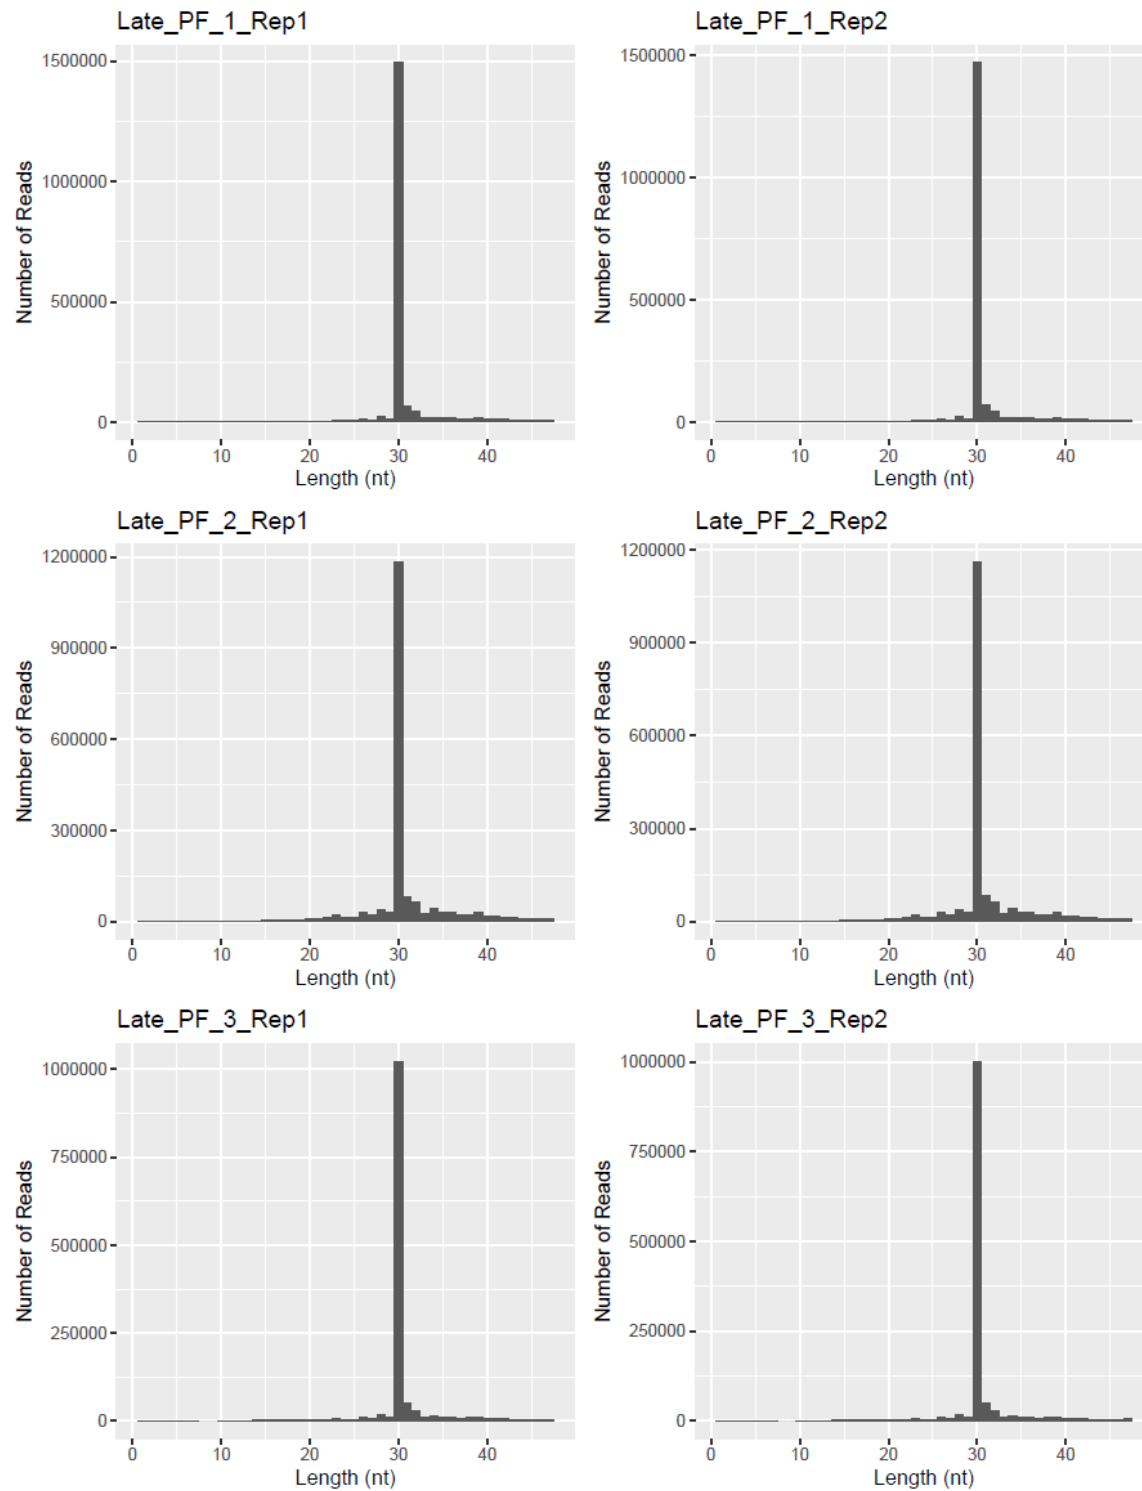 Late_PF_1_Rep1
1500000
1000000
500000
0
Number of Reads
0 10 20 30 40
Length (nt)
Late_PF_1_Rep2
1500000
1000000
500000
0
Number of Reads
0 10 20 30 40
Length (nt)
Late_PF_2_Rep1
1200000
900000
600000
300000
0
Number of Reads
0 10 20 30 40
Length (nt)
Late_PF_2_Rep2
1200000
900000
600000
300000
0
Number of Reads
0 10 20 30 40
Length (nt)
Late_PF_3_Rep1
1000000
750000
500000
250000
0
Number of Reads
0 10 20 30 40
Length (nt)
Late_PF_3_Rep2
1000000
750000
500000
250000
0
Number of Reads
0 10 20 30 40
Length (nt)